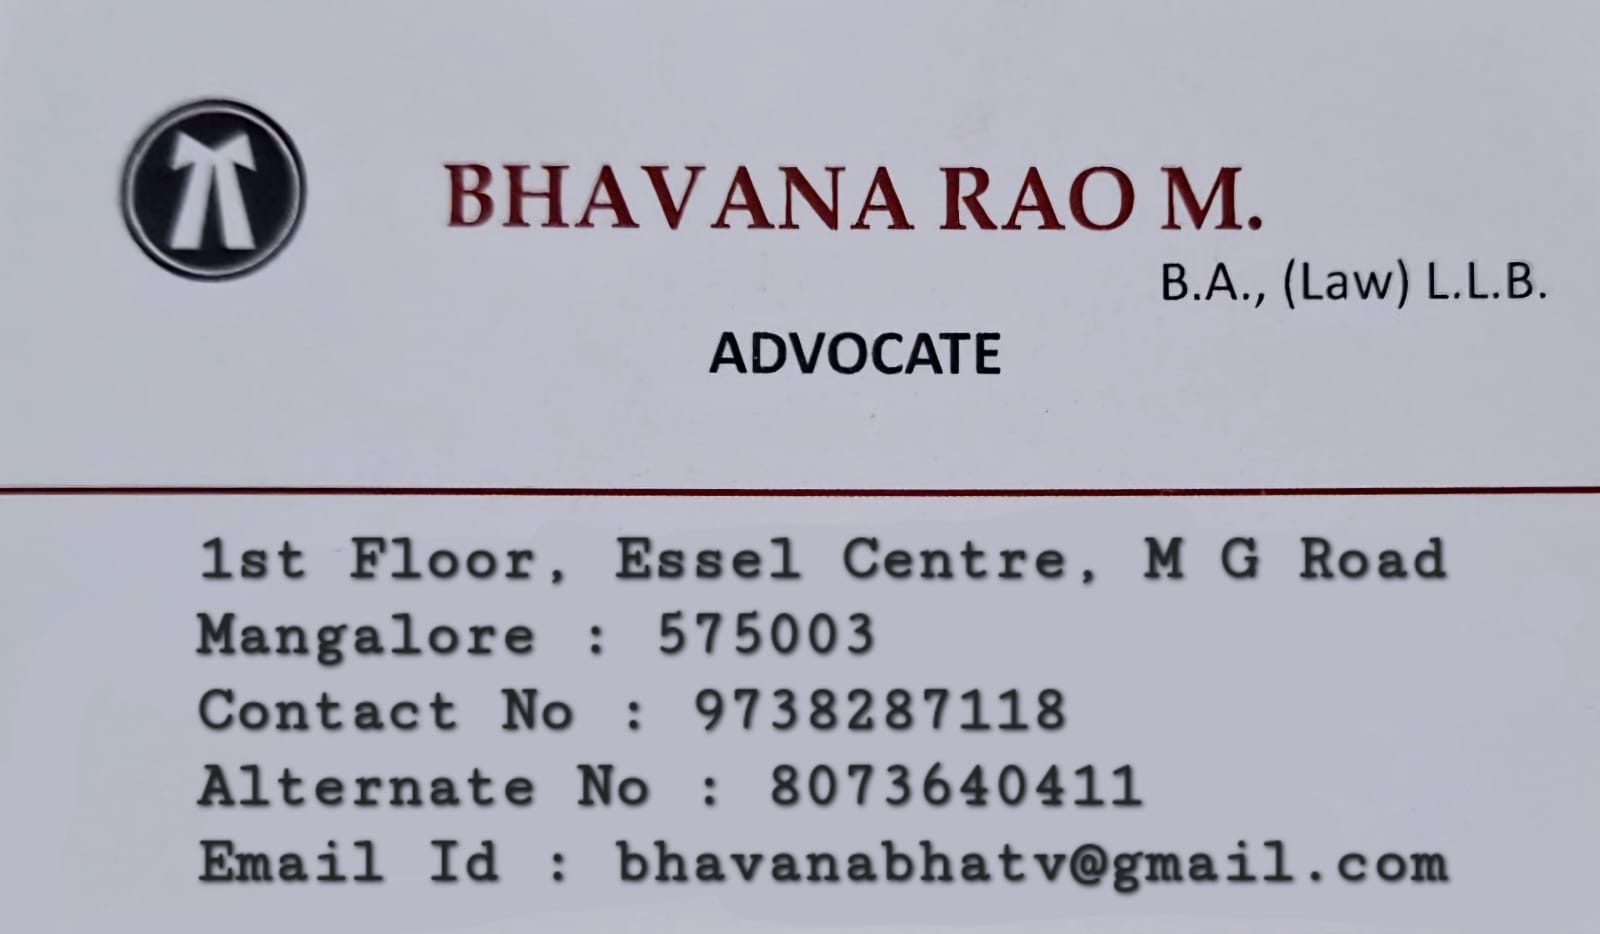 BHAVANA RAO M.
B.A., (Law) L.L.B.
ADVOCATE
1st Floor, Essel Centre, M G Road
Mangalore : 575003
Contact No : 9738287118
Alternate No : 8073640411
Email Id : bhavanabhatv@gmail.com